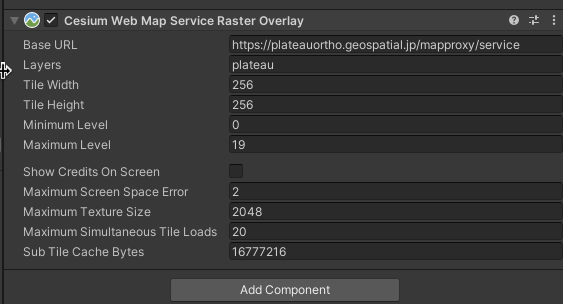 Cesium Web Map Service Raster Overlay
Base URL https://plateauortho.geospatial.jp/mapproxy/service
Layers plateau
Tile Width 256
Tile Height 256
Minimum Level 0
Maximum Level 19
Show Credits On Screen
Maximum Screen Space Error 2
Maximum Texture Size 2048
Maximum Simultaneous Tile Loads 20
Sub Tile Cache Bytes 16777216
Add Component